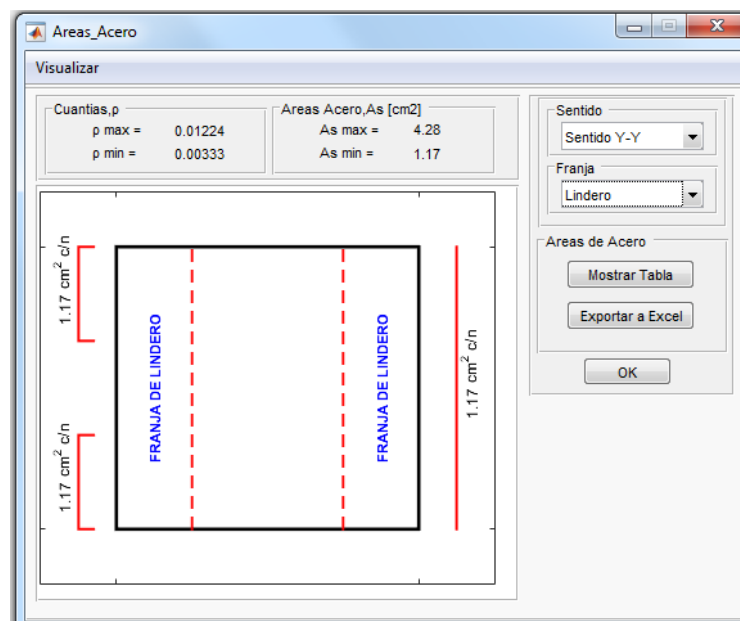 Areas_Acero
Visualizar
Cuantias,ρ
ρ max = 0.01224
ρ min = 0.00333
Areas Acero,As [cm2]
As max = 4.28
As min = 1.17
Sentido
Sentido Y-Y
Franja
Lindero
Areas de Acero
Mostrar Tabla
Exportar a Excel
OK
1.17 cm² c/n
1.17 cm² c/n
FRANJA DE LINDERO
FRANJA DE LINDERO
1.17 cm² c/n